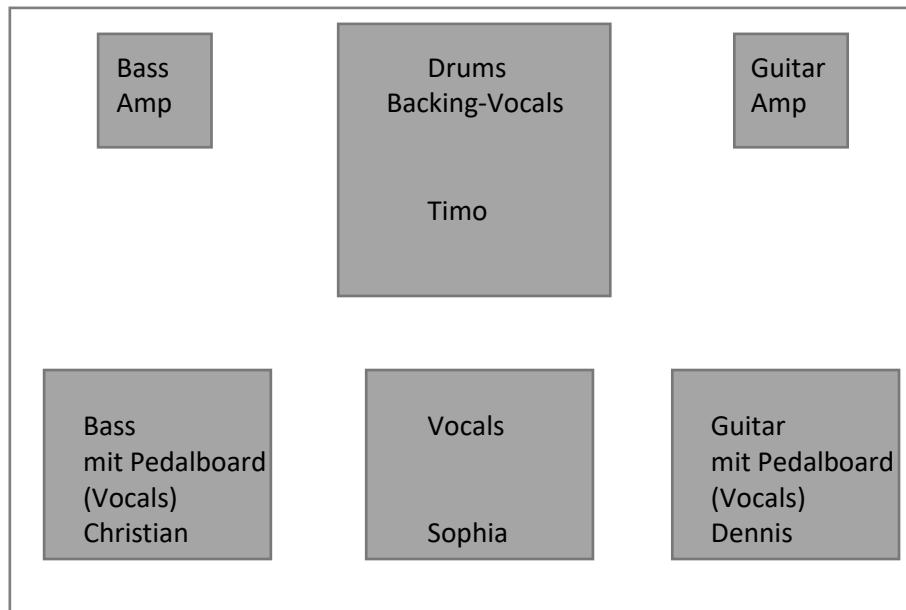 Bass
Amp
Drums
Backing-Vocals
Timo
Guitar
Amp
Bass
mit Pedalboard
(Vocals)
Christian
Vocals
Sophia
Guitar
mit Pedalboard
(Vocals)
Dennis